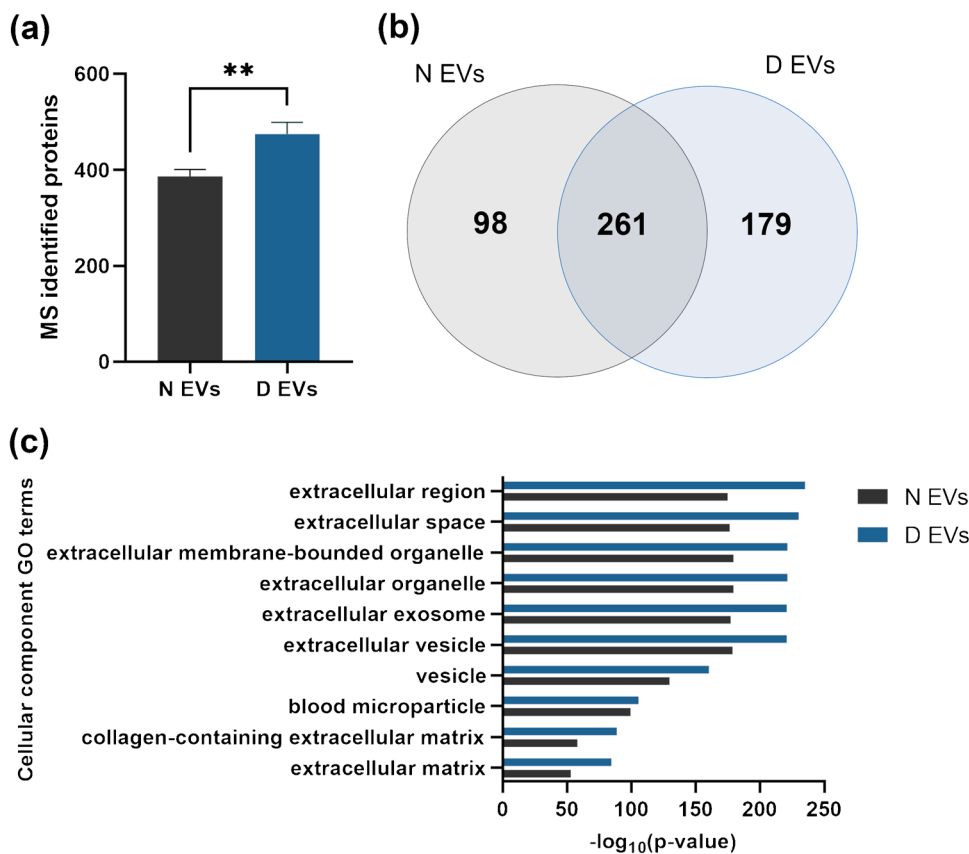 (a)
MS identified proteins
600
400
200
0
**
N EVs
D EVs
(b)
N EVs
D EVs
98
261
179
(c)
Cellular component GO terms
extracellular region
extracellular space
extracellular membrane-bounded organelle
extracellular organelle
extracellular exosome
extracellular vesicle
vesicle
blood microparticle
collagen-containing extracellular matrix
extracellular matrix
0 50 100 150 200 250
-log₁₀(p-value)
N EVs
D EVs